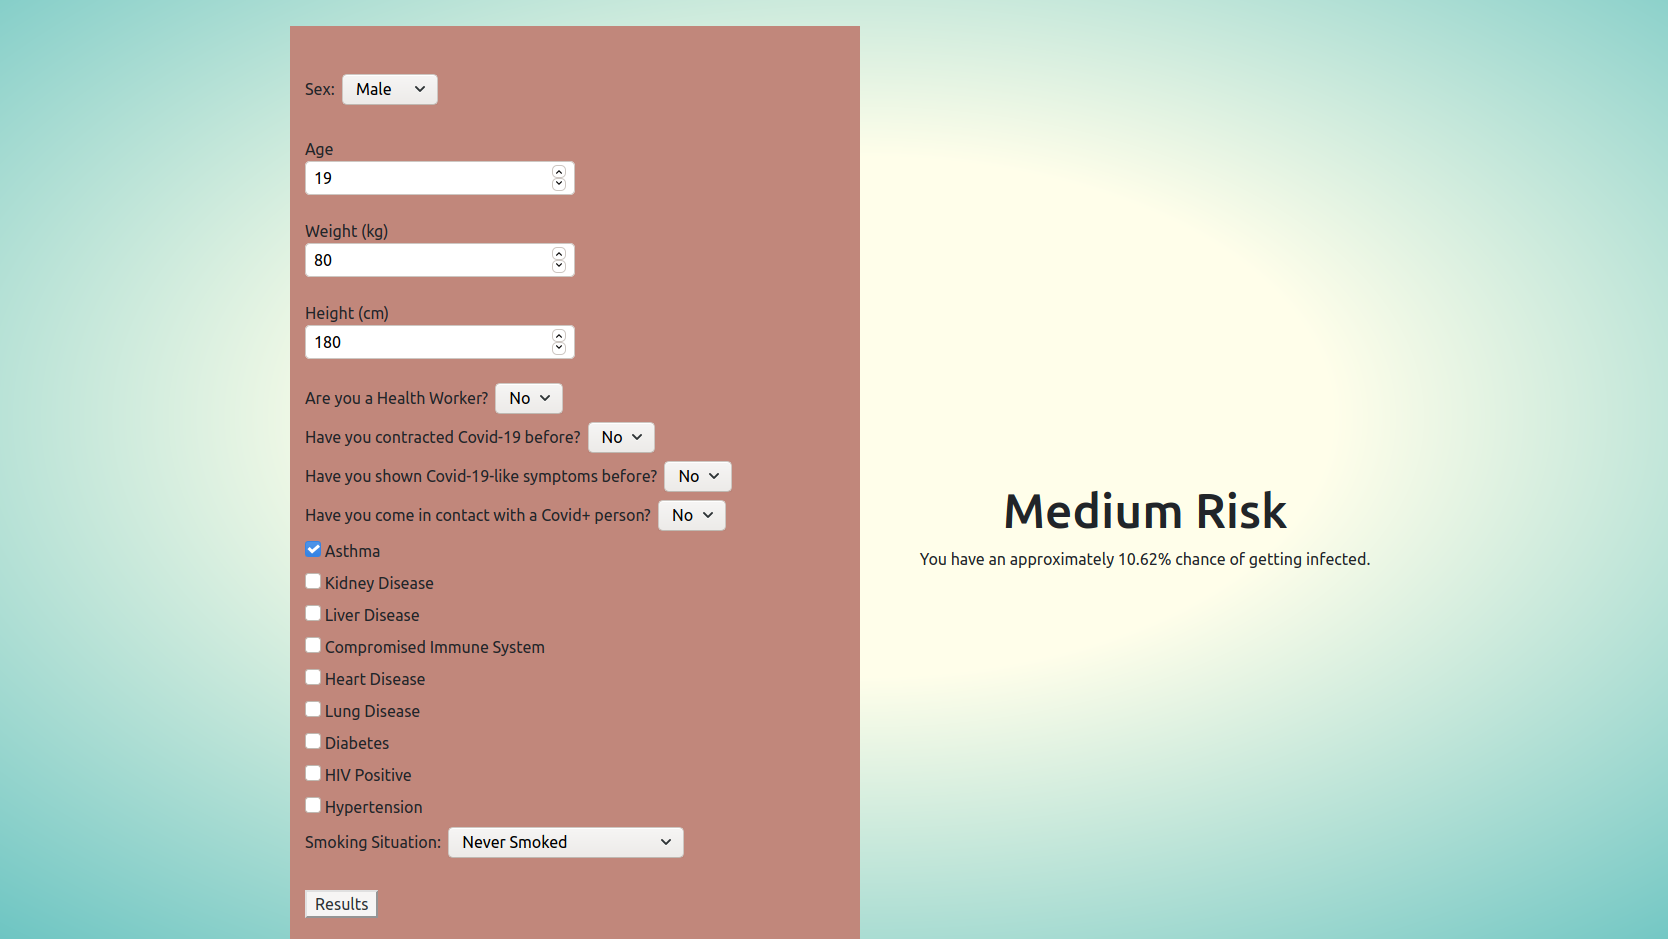 Sex: Male
Age
19
Weight (kg)
80
Height (cm)
180
Are you a Health Worker? No
Have you contracted Covid-19 before? No
Have you shown Covid-19-like symptoms before? No
Have you come in contact with a Covid+ person? No
Asthma
Kidney Disease
Liver Disease
Compromised Immune System
Heart Disease
Lung Disease
Diabetes
HIV Positive
Hypertension
Smoking Situation: Never Smoked
Results
Medium Risk
You have an approximately 10.62% chance of getting infected.